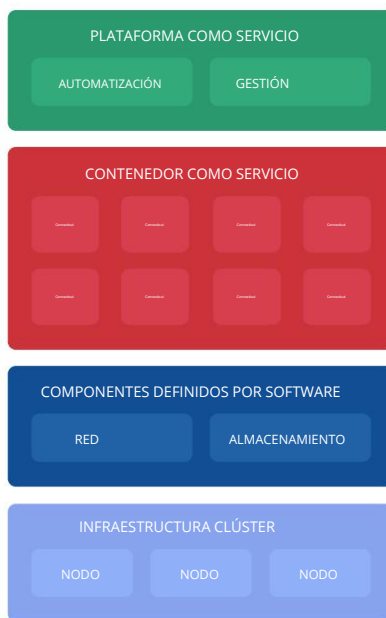 PLATAFORMA COMO SERVICIO
AUTOMATIZACIÓN
GESTIÓN
CONTENEDOR COMO SERVICIO
COMPONENTES DEFINIDOS POR SOFTWARE
RED
ALMACENAMIENTO
INFRAESTRUCTURA CLÚSTER
NODO
NODO
NODO